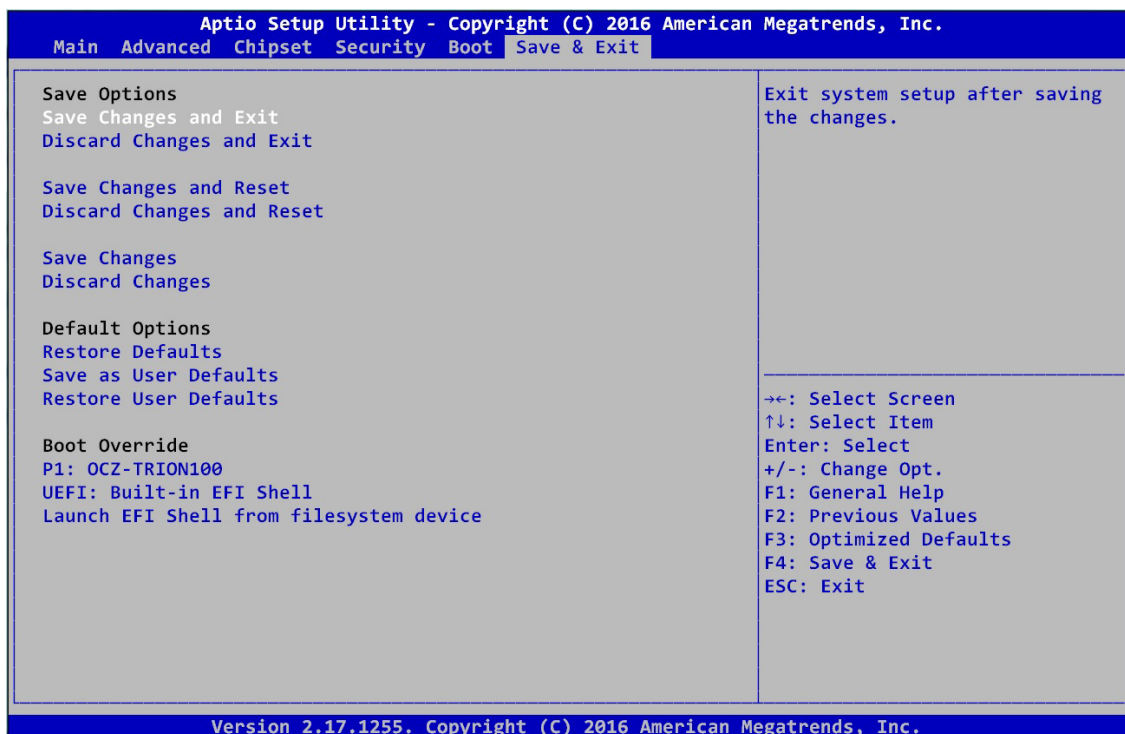 Aptio Setup Utility - Copyright (C) 2016 American Megatrends, Inc.
Main Advanced Chipset Security Boot Save & Exit
Save Options
Save Changes and Exit
Discard Changes and Exit
Save Changes and Reset
Discard Changes and Reset
Save Changes
Discard Changes
Default Options
Restore Defaults
Save as User Defaults
Restore User Defaults
Boot Override
P1: OCZ-TRION100
UEFI: Built-in EFI Shell
Launch EFI Shell from filesystem device
Exit system setup after saving
the changes.
→←: Select Screen
↑↓: Select Item
Enter: Select
+/-: Change Opt.
F1: General Help
F2: Previous Values
F3: Optimized Defaults
F4: Save & Exit
ESC: Exit
Version 2.17.1255. Copyright (C) 2016 American Megatrends, Inc.